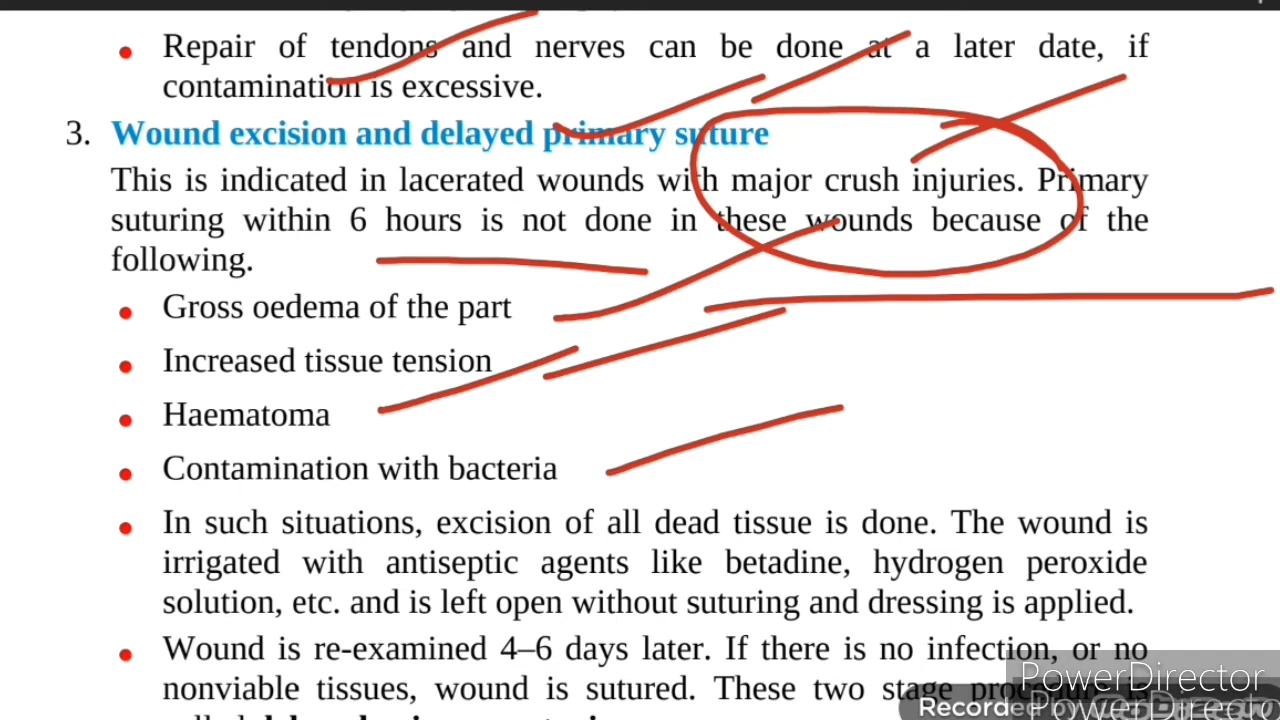 • Repair of tendons and nerves can be done at a later date, if
contamination is excessive.
3. Wound excision and delayed primary suture
This is indicated in lacerated wounds with major crush injuries. Primary
suturing within 6 hours is not done in these wounds because of the
following.
• Gross oedema of the part
• Increased tissue tension
• Haematoma
• Contamination with bacteria
• In such situations, excision of all dead tissue is done. The wound is
irrigated with antiseptic agents like betadine, hydrogen peroxide
solution, etc. and is left open without suturing and dressing is applied.
• Wound is re-examined 4–6 days later. If there is no infection, or no
nonviable tissues, wound is sutured. These two stage procedure is
PowerDirector
Recorded by
PowerDirector